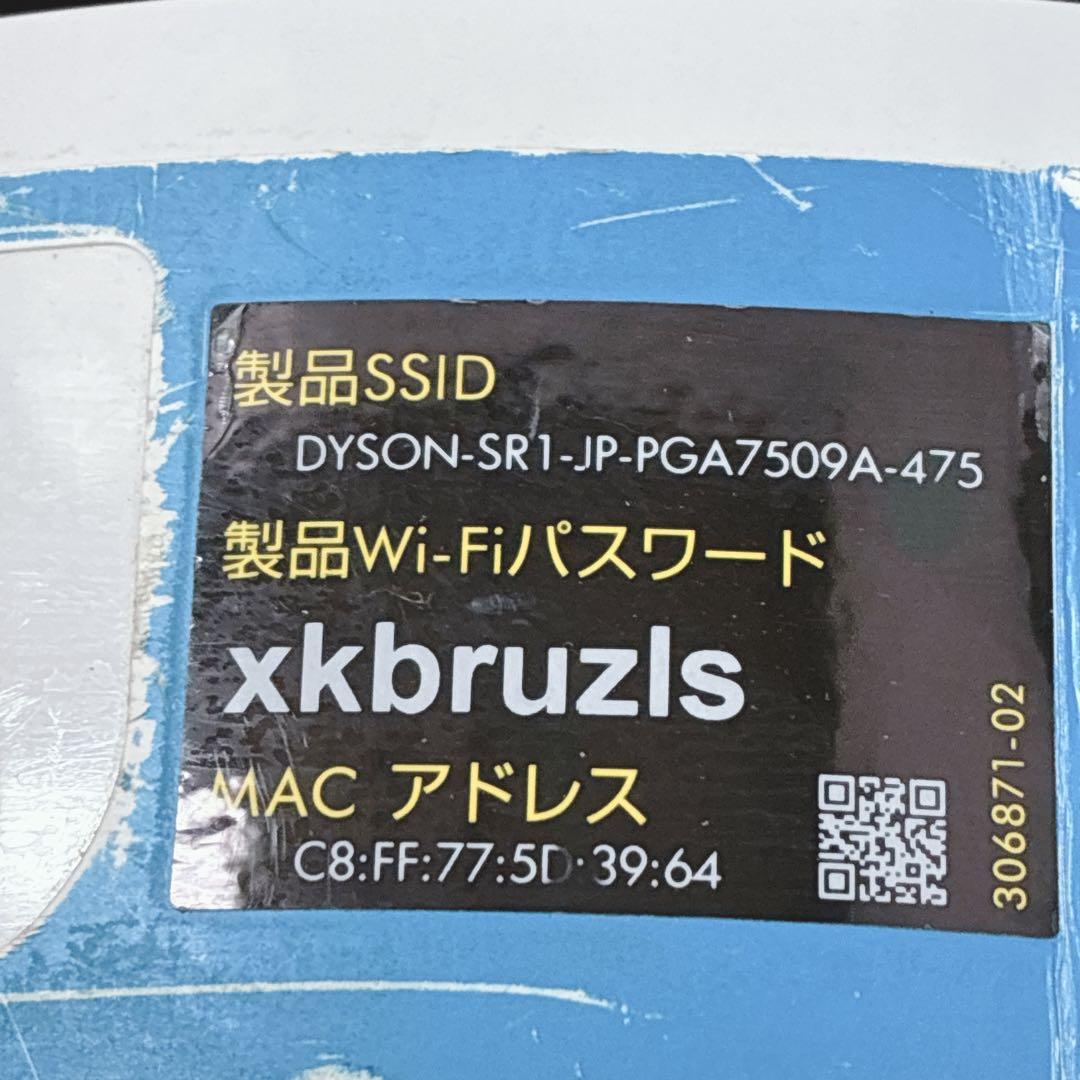 製品SSID
DYSON-SR1-JP-PGA7509A-475
製品Wi-Fiパスワード
xkbruzls
MAC アドレス
C8:FF:77:5D:39:64
306871-02